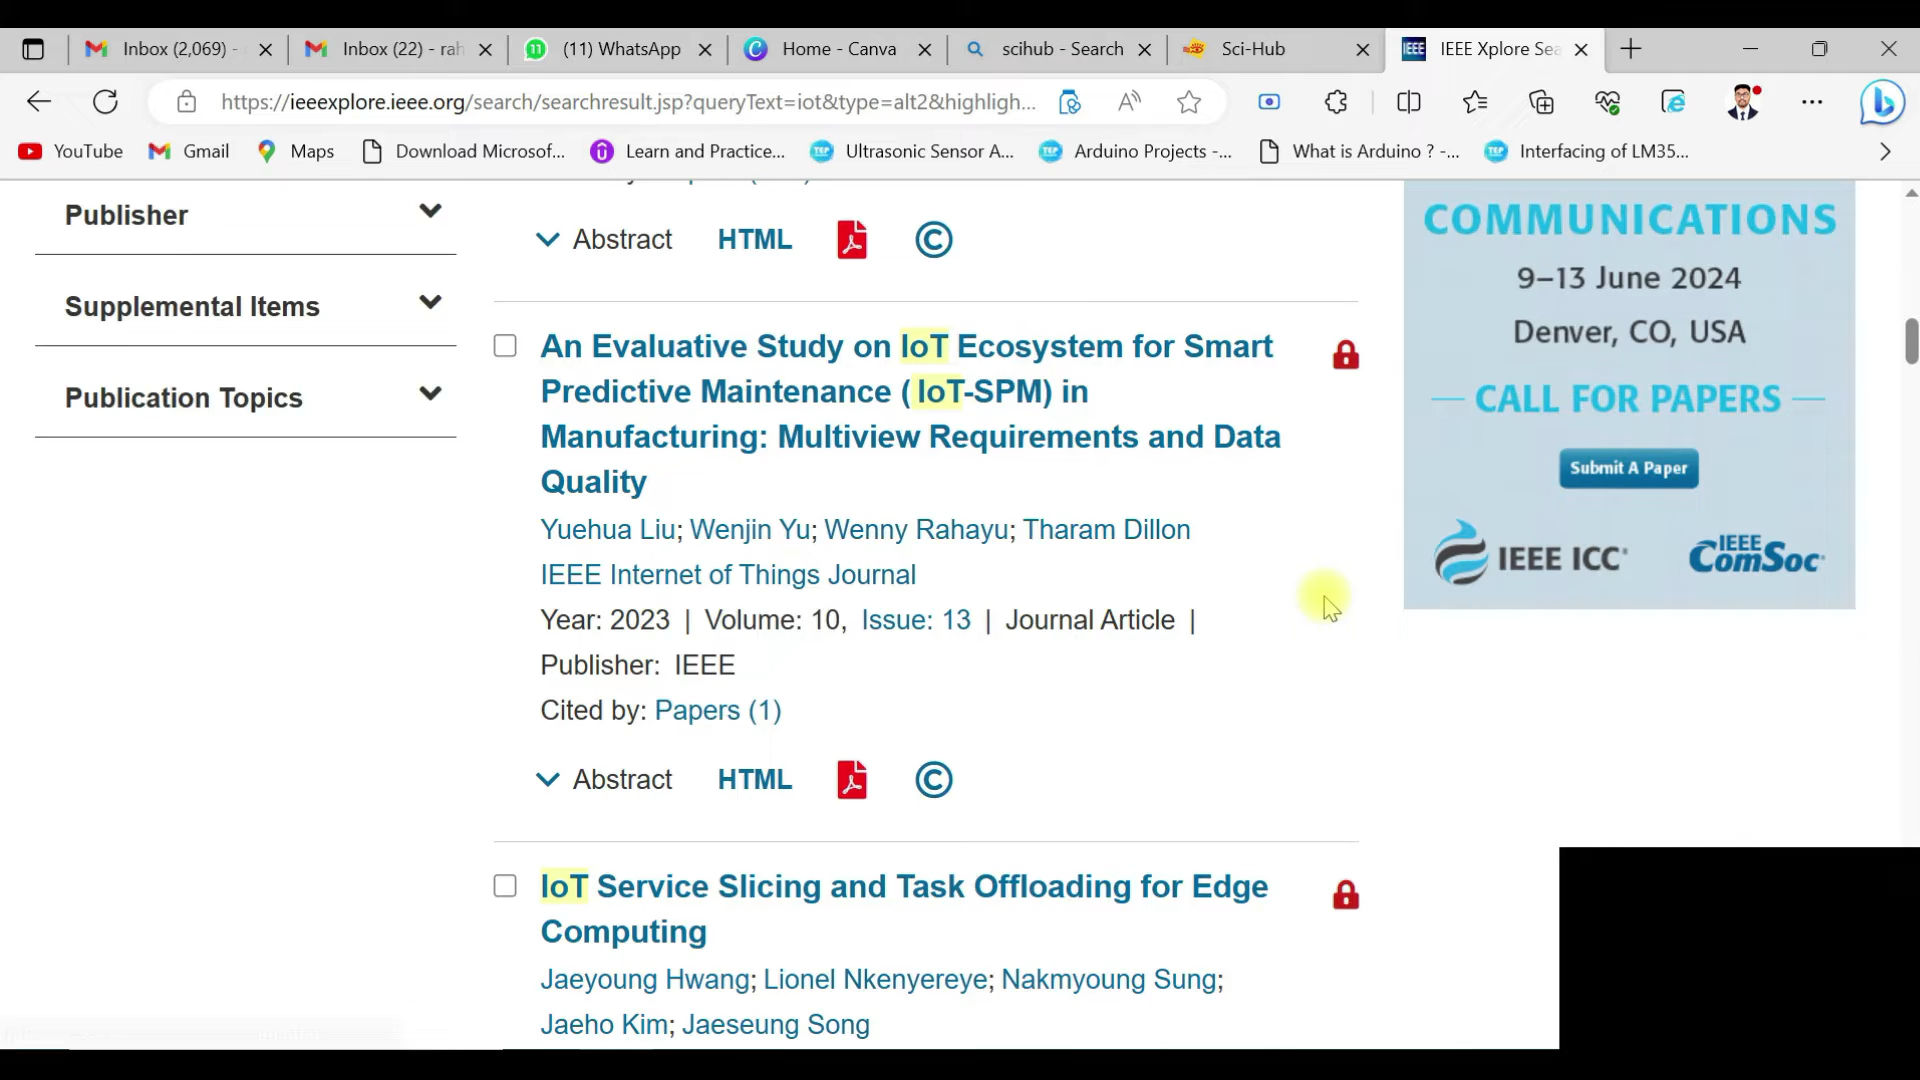 Inbox (2,069) -
Inbox (22) - rah
(11) WhatsApp
Home - Canva
scihub - Search
Sci-Hub
IEEE Xplore Sea
https://ieeexplore.ieee.org/search/searchresult.jsp?queryText=iot&type=alt2&highligh...
YouTube
Gmail
Maps
Download Microsof...
Learn and Practice...
Ultrasonic Sensor A...
Arduino Projects -...
What is Arduino ? -...
Interfacing of LM35...
Publisher
Supplemental Items
Publication Topics
Abstract HTML
An Evaluative Study on IoT Ecosystem for Smart
Predictive Maintenance ( IoT-SPM) in
Manufacturing: Multiview Requirements and Data
Quality
Yuehua Liu; Wenjin Yu; Wenny Rahayu; Tharam Dillon
IEEE Internet of Things Journal
Year: 2023 | Volume: 10, Issue: 13 | Journal Article |
Publisher: IEEE
Cited by: Papers (1)
Abstract HTML
IoT Service Slicing and Task Offloading for Edge
Computing
Jaeyoung Hwang; Lionel Nkenyereye; Nakmyoung Sung;
Jaeho Kim; Jaeseung Song
COMMUNICATIONS
9–13 June 2024
Denver, CO, USA
CALL FOR PAPERS
Submit A Paper
IEEE ICC
IEEE ComSoc